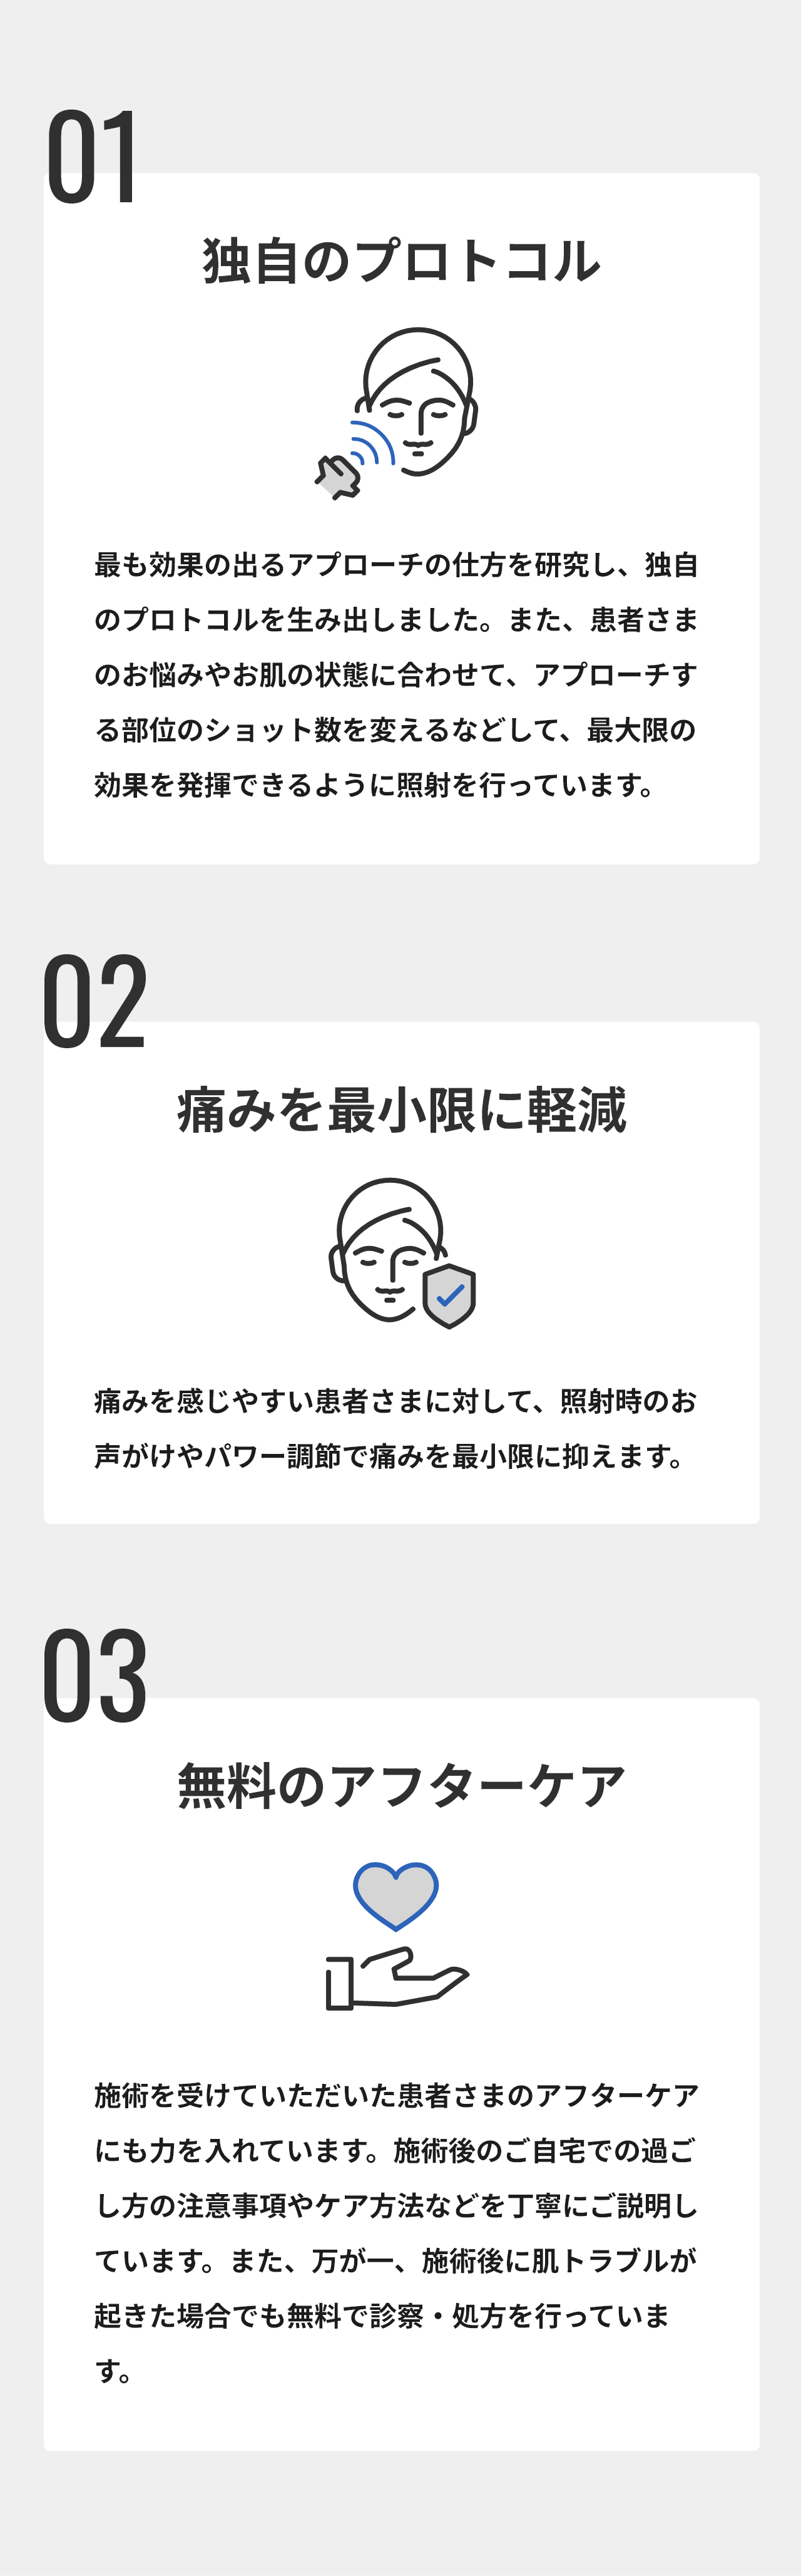 01
独自のプロトコル
最も効果の出るアプローチの仕方を研究し、独自
のプロトコルを生み出しました。また、患者さま
のお悩みやお肌の状態に合わせて、アプローチす
る部位のショット数を変えるなどして、最大限の
効果を発揮できるように照射を行っています。
02
痛みを最小限に軽減
痛みを感じやすい患者さまに対して、照射時のお
声がけやパワー調節で痛みを最小限に抑えます。
03
無料のアフターケア
施術を受けていただいた患者さまのアフターケア
にも力を入れています。施術後のご自宅での過ご
し方の注意事項やケア方法などを丁寧にご説明し
ています。また、万が一、施術後に肌トラブルが
起きた場合でも無料で診察・処方を行っていま
す。